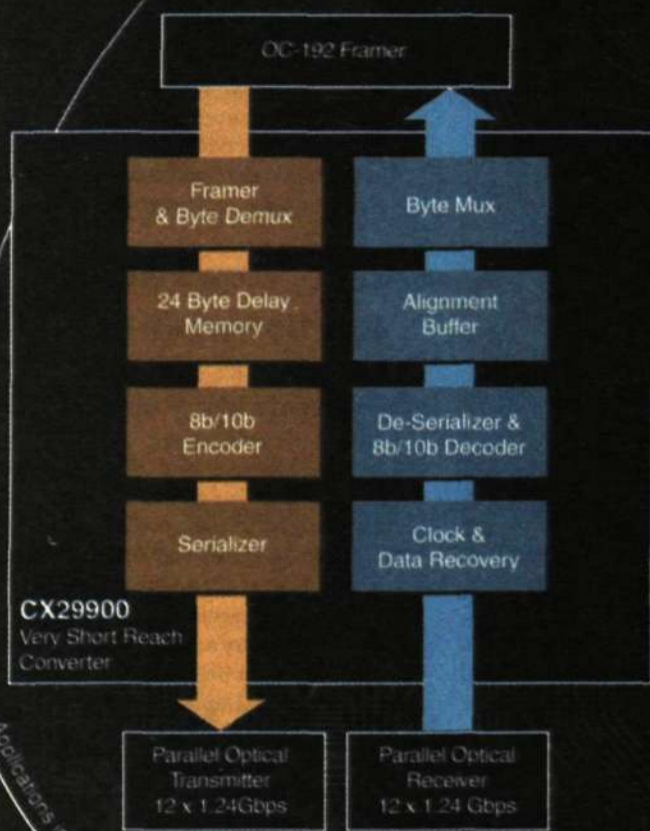 OC-192 Framer
Framer
& Byte Demux
Byte Mux
24 Byte Delay
Memory
Alignment
Buffer
8b/10b
Encoder
De-Serializer &
8b/10b Decoder
Serializer
Clock &
Data Recovery
CX29900
Very Short Reach
Converter
Parallel Optical
Transmitter
12 x 1.24Gbps
Parallel Optical
Receiver
12 x 1.24 Gbps
Applications